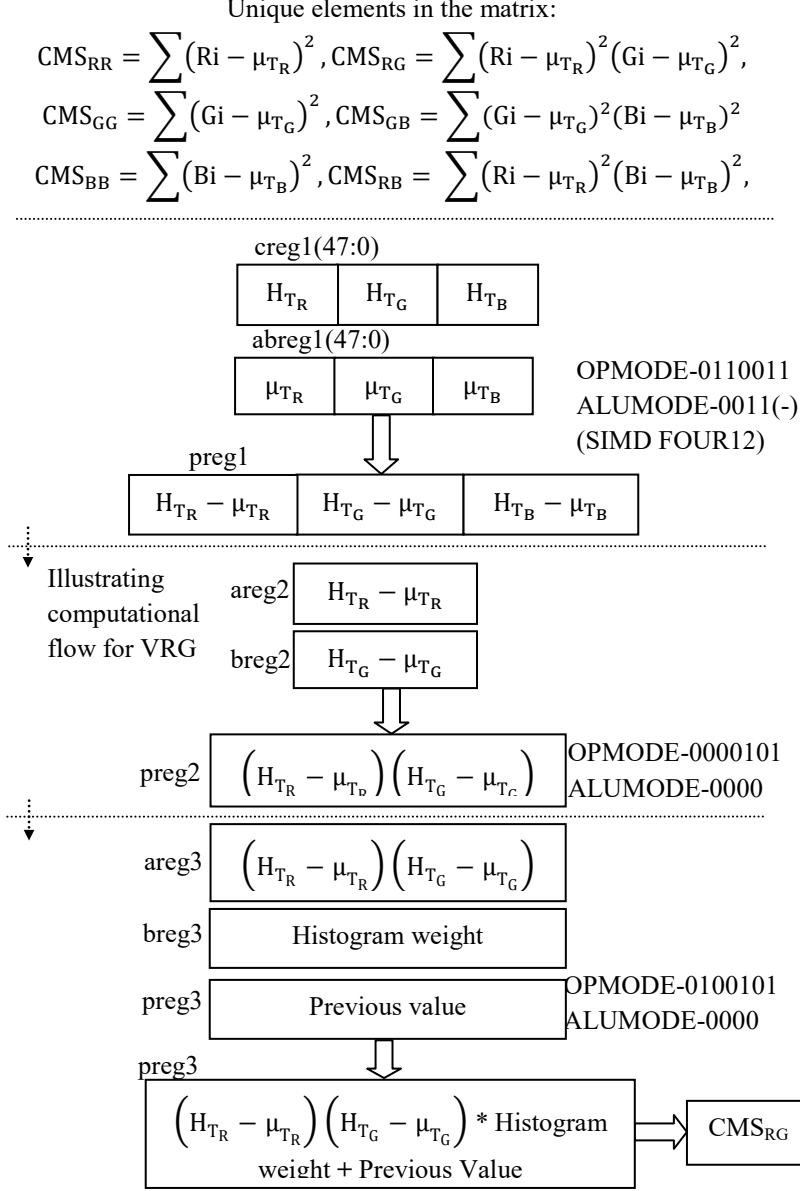 Unique elements in the matrix:
CMS_RR = ∑(Ri − μ_T_R)², CMS_RG = ∑(Ri − μ_T_R)²(Gi − μ_T_G)²,
CMS_GG = ∑(Gi − μ_T_G)², CMS_GB = ∑(Gi − μ_T_G)²(Bi − μ_T_B)²
CMS_BB = ∑(Bi − μ_T_B)², CMS_RB = ∑(Ri − μ_T_R)²(Bi − μ_T_B)²,
creg1(47:0)
H_T_R H_T_G H_T_B
abreg1(47:0)
μ_T_R μ_T_G μ_T_B
OPMODE-0110011
ALUMODE-0011(-)
(SIMD FOUR12)
preg1
H_T_R − μ_T_R H_T_G − μ_T_G H_T_B − μ_T_B
Illustrating
computational
flow for VRG
areg2 H_T_R − μ_T_R
breg2 H_T_G − μ_T_G
preg2 (H_T_R − μ_T_R)(H_T_G − μ_T_G)
OPMODE-0000101
ALUMODE-0000
areg3 (H_T_R − μ_T_R)(H_T_G − μ_T_G)
breg3 Histogram weight
preg3 Previous value
OPMODE-0100101
ALUMODE-0000
preg3
(H_T_R − μ_T_R)(H_T_G − μ_T_G) * Histogram
weight + Previous Value
CMS_RG